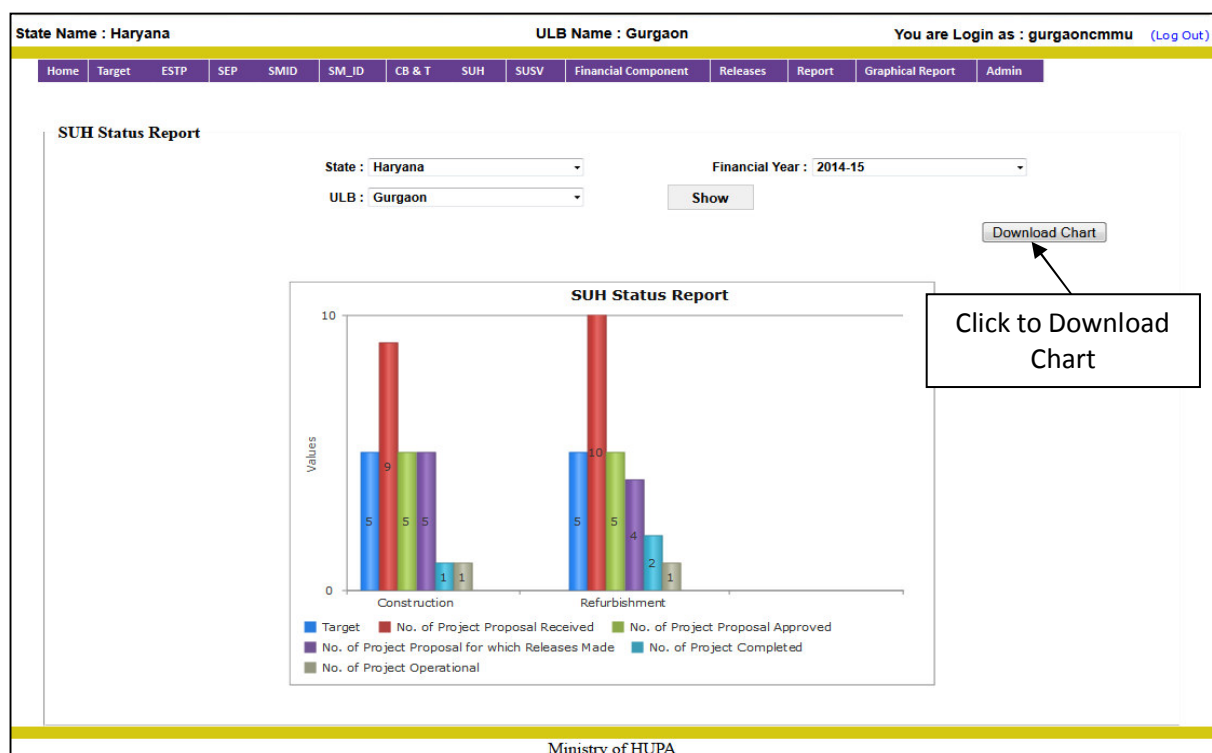 State Name : Haryana ULB Name : Gurgaon You are Login as : gurgaoncmmu (Log Out)
Home Target ESTP SEP SMID SM_ID CB & T SUH SUSV Financial Component Releases Report Graphical Report Admin
SUH Status Report
State : Haryana Financial Year : 2014-15
ULB : Gurgaon Show
Download Chart
Click to Download
Chart
SUH Status Report
10
Values
0
5 9 5 5 1 1
5 10 5 4 2 1
Construction Refurbishment
Target No. of Project Proposal Received No. of Project Proposal Approved
No. of Project Proposal for which Releases Made No. of Project Completed
No. of Project Operational
Ministry of HUPA